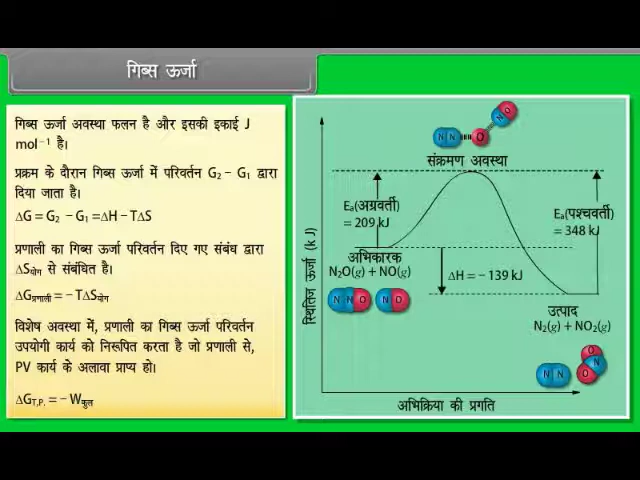 गिब्स ऊर्जा
गिब्स ऊर्जा अवस्था फलन है और इसकी इकाई J
mol⁻¹ है।
प्रक्रम के दौरान गिब्स ऊर्जा में परिवर्तन G₂ – G₁ द्वारा
दिया जाता है।
ΔG = G₂ – G₁ =ΔH – TΔS
प्रणाली का गिब्स ऊर्जा परिवर्तन दिए गए संबंध द्वारा
ΔSयोग से संबंधित है।
ΔGप्रणाली = – TΔSयोग
विशेष अवस्था में, प्रणाली का गिब्स ऊर्जा परिवर्तन
उपयोगी कार्य को निरूपित करता है जो प्रणाली से,
PV कार्य के अलावा प्राप्य हो।
ΔG T,P. = – Wकुल
N N O N O
संक्रमण अवस्था
Eₐ(अग्रवर्ती)
= 209 kJ
Eₐ(पश्चवर्ती)
= 348 kJ
अभिकारक
N₂O(g) + NO(g)
N N O N O
ΔH = – 139 kJ
उत्पाद
N₂(g) + NO₂(g)
N N O N O
स्थितिज ऊर्जा (k J)
अभिक्रिया की प्रगति